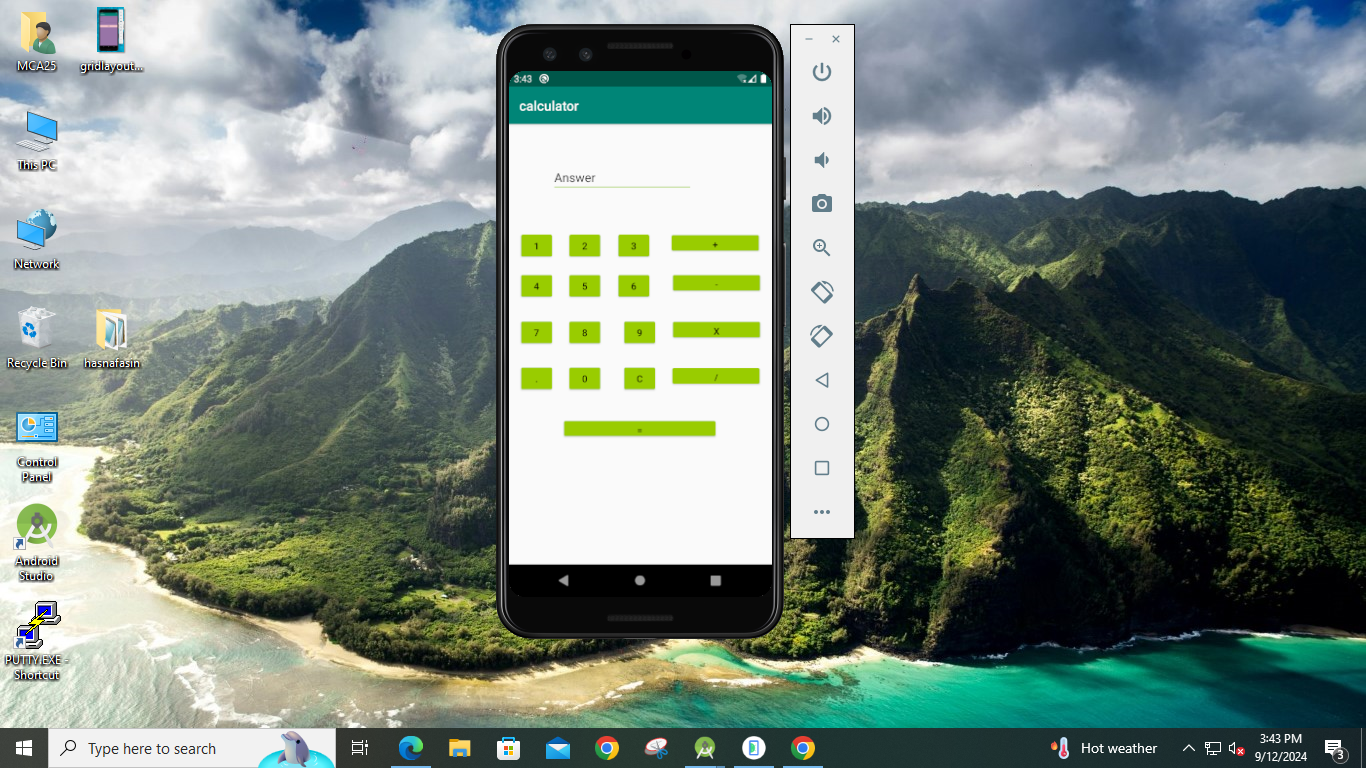 MCA25
gridlayout...
This PC
Network
Recycle Bin
hasnafasin
Control
Panel
Android
Studio
PUTTY.EXE -
Shortcut
3:43
calculator
Answer
1 2 3 +
4 5 6 -
7 8 9 X
. 0 C /
=
Type here to search
Hot weather
3:43 PM
9/12/2024
3